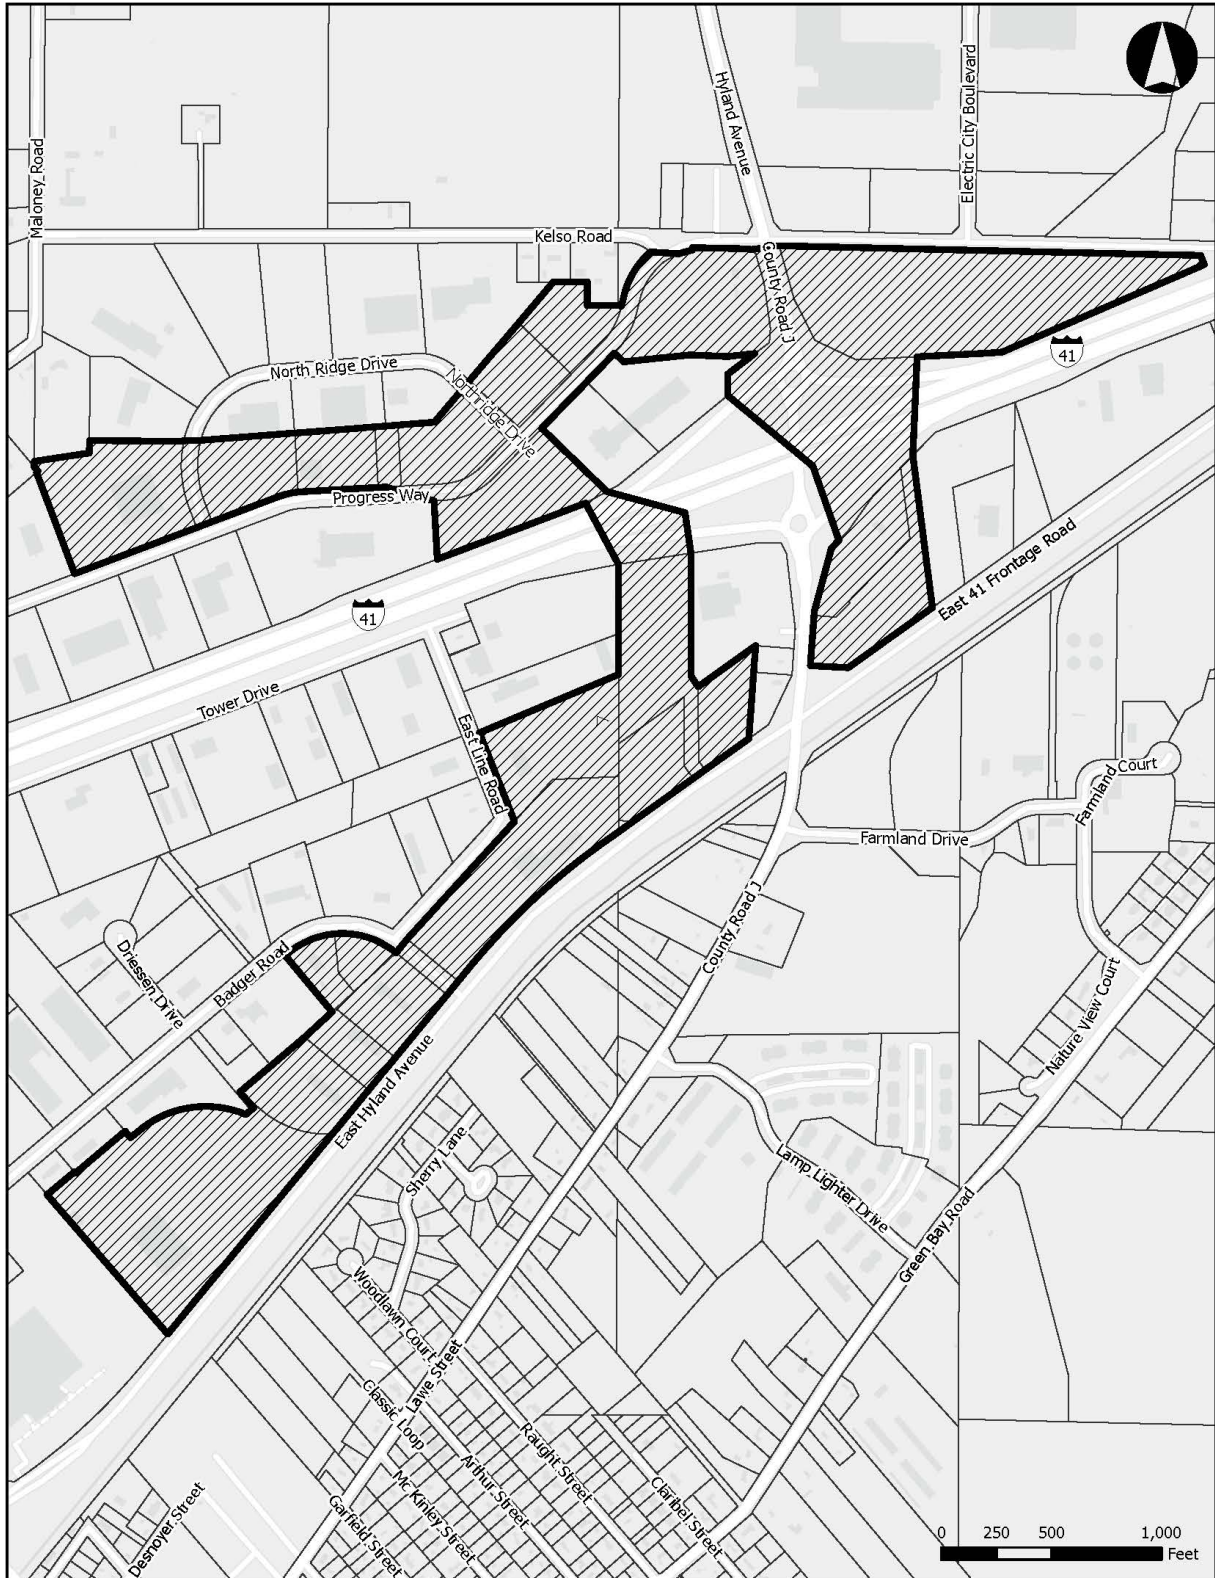 Hyland Avenue
Electric City Boulevard
Maloney Road
Kelso Road
County Road J
41
North Ridge Drive
Northridge Drive
Progress Way
41
East 41 Frontage Road
Tower Drive
East Line Road
Farmland Court
Farmland Drive
County Road J
Driessen Drive
Badger Road
Nature View Court
East Hyland Avenue
Sherry Lane
Lamp Lighter Drive
Green Bay Road
Woodlawn Court
Lawe Street
Classic Loop
Raught Street
Arthur Street
Claribel Street
Mc Kinley Street
Garfield Street
Desnoyer Street
0 250 500 1,000
Feet